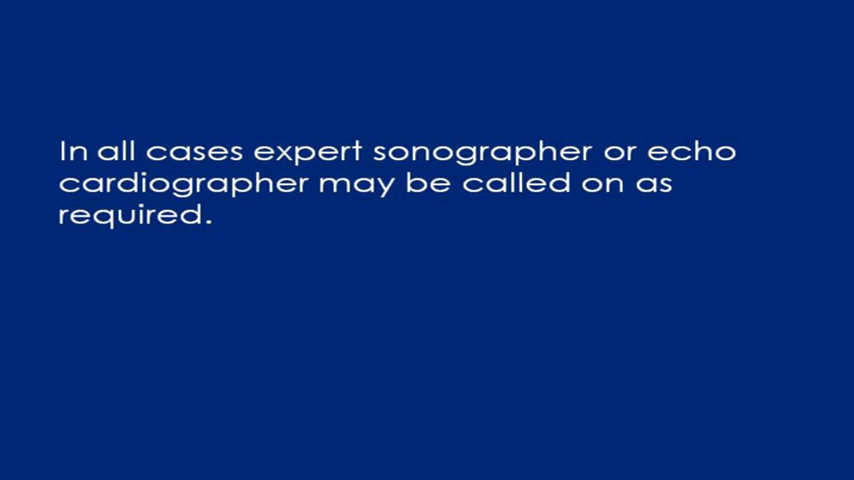 In all cases expert sonographer or echo
cardiographer may be called on as
required.